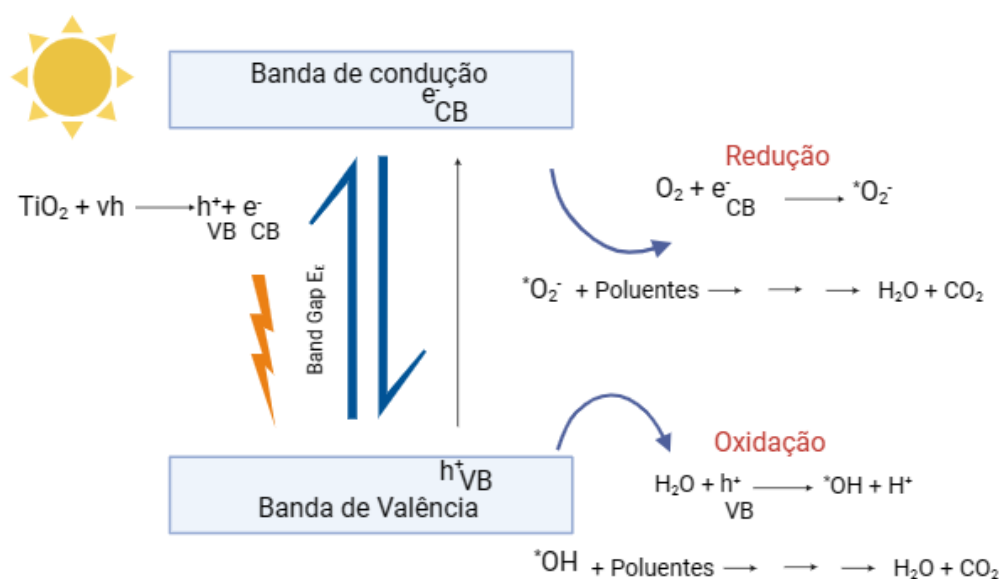 Banda de condução
e⁻CB
Redução
O₂ + e⁻CB → *O₂⁻
TiO₂ + vh → h⁺VB + e⁻CB
Band Gap Eε
*O₂⁻ + Poluentes → → → H₂O + CO₂
Oxidação
h⁺VB
H₂O + h⁺VB → *OH + H⁺
Banda de Valência
*OH + Poluentes → → → H₂O + CO₂